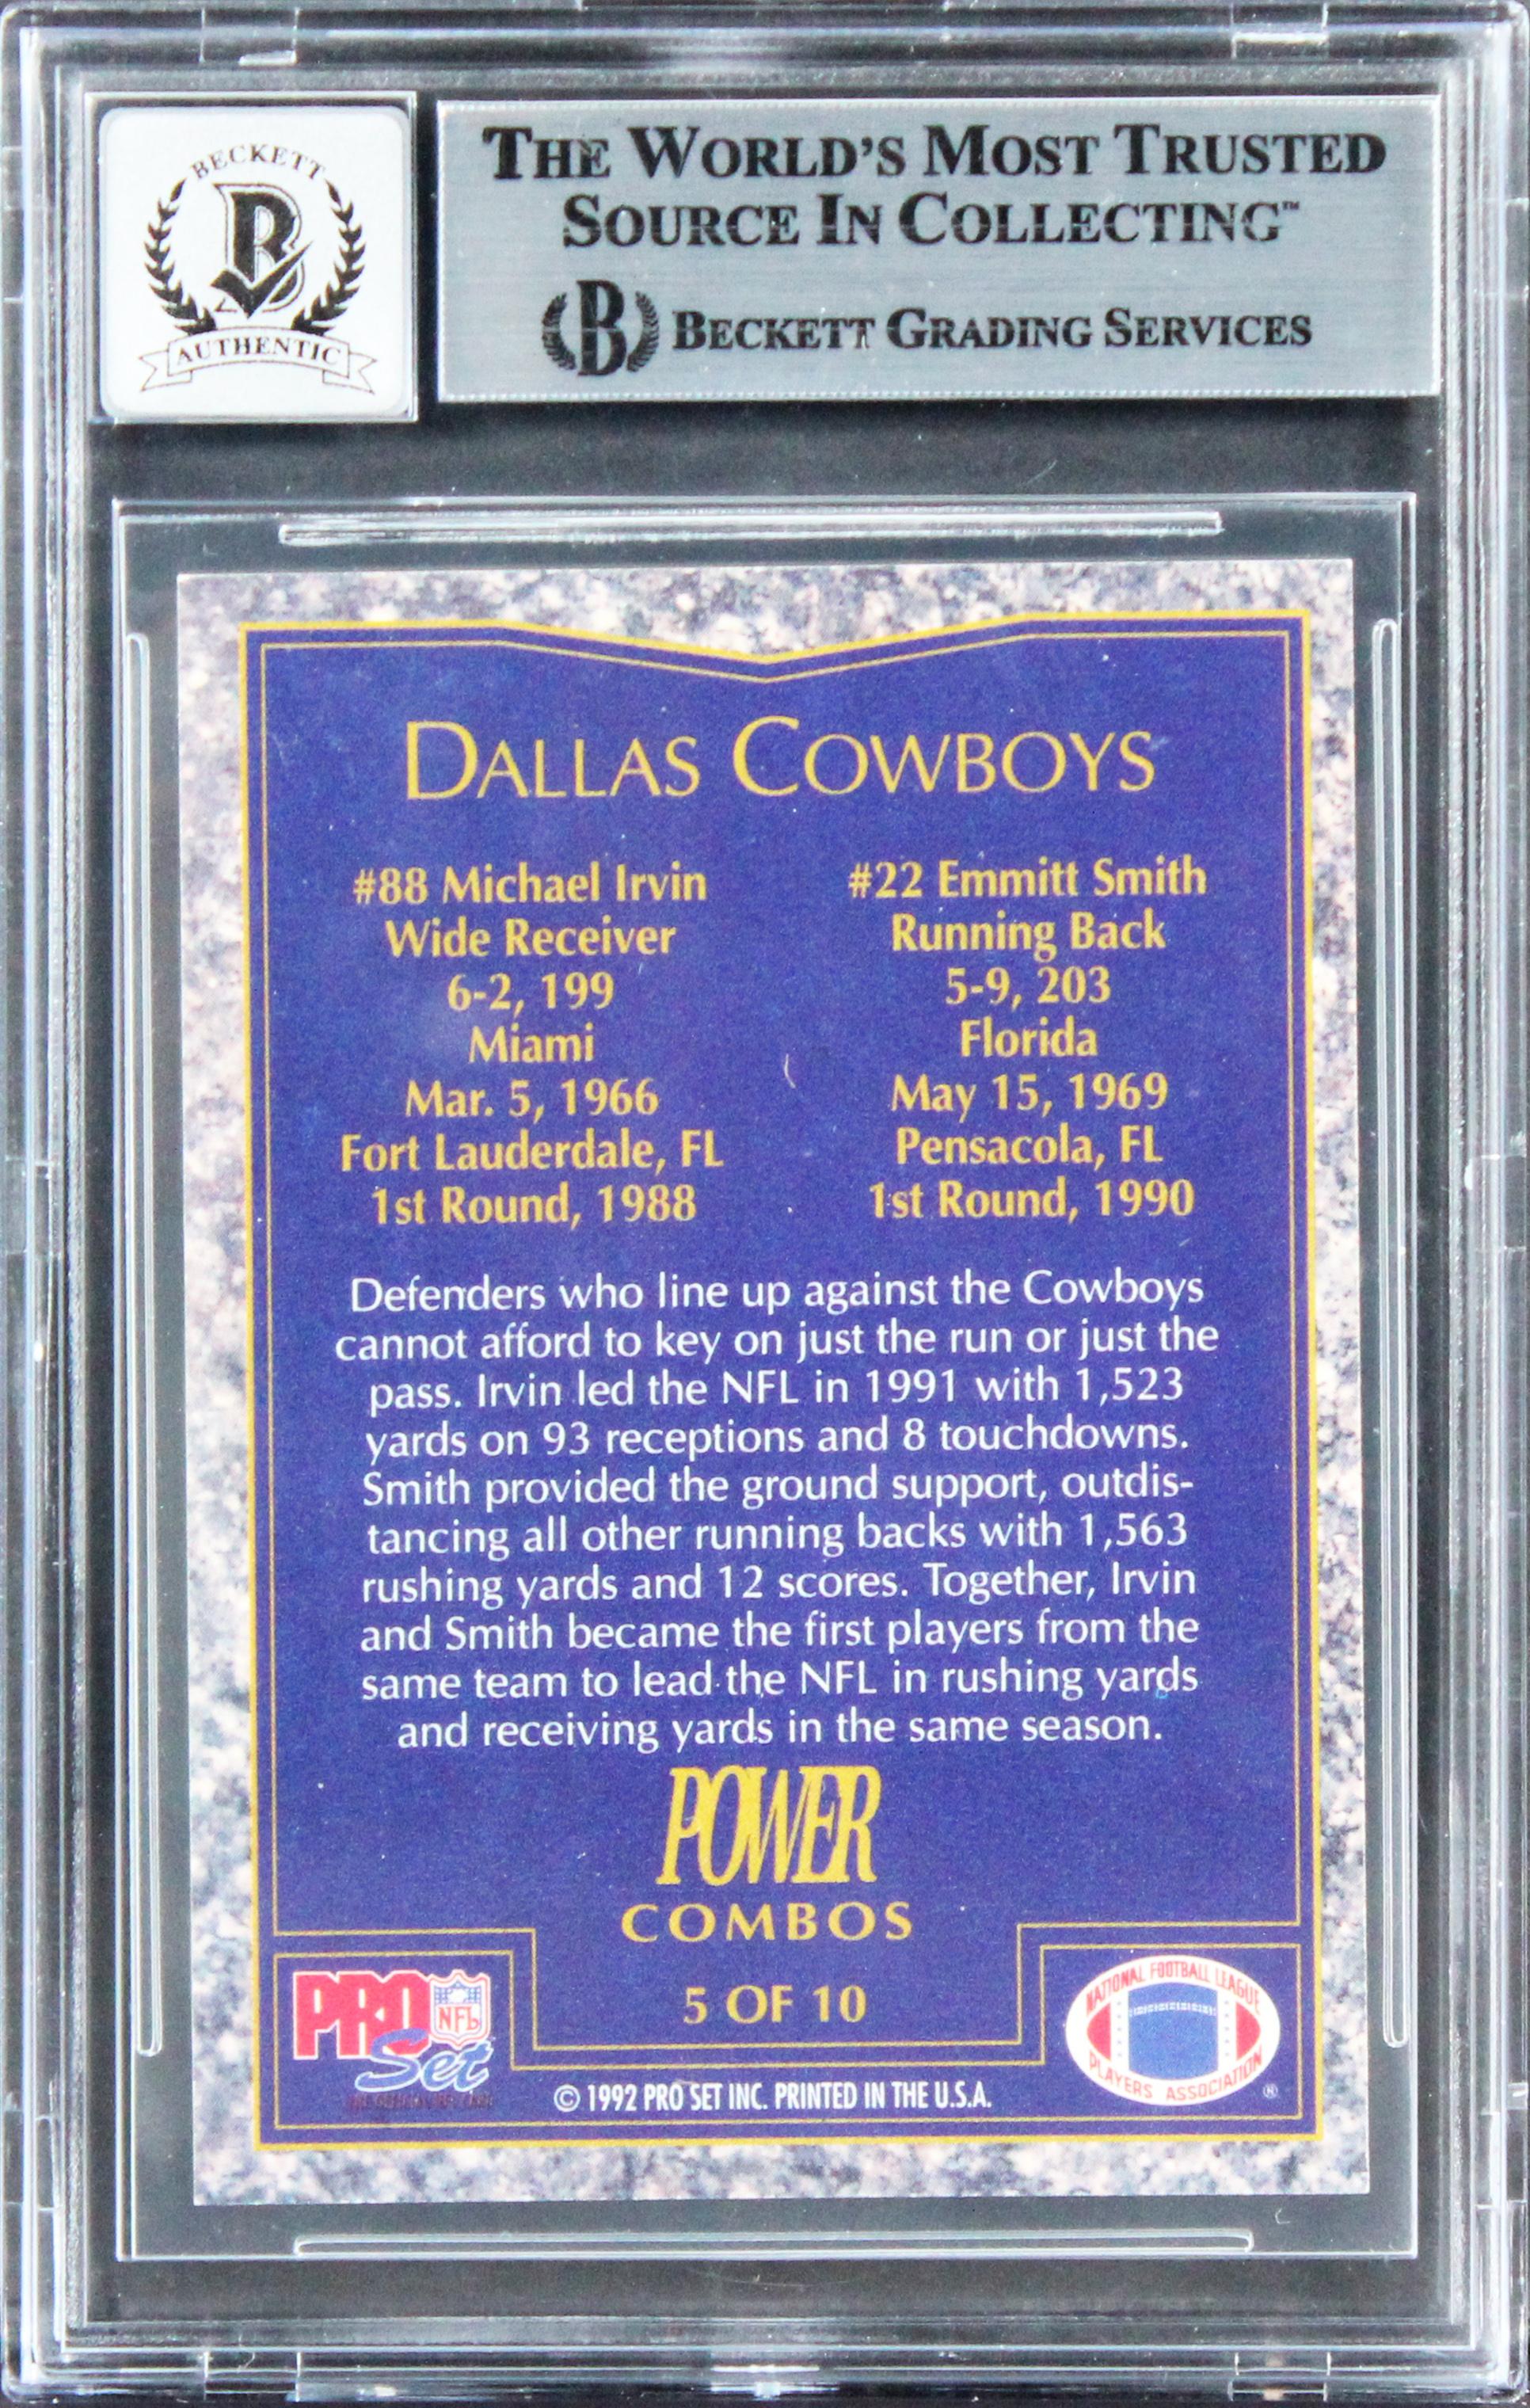 BECKETT
AUTHENTIC
THE WORLD'S MOST TRUSTED
SOURCE IN COLLECTING™
B BECKETT GRADING SERVICES
DALLAS COWBOYS
#88 Michael Irvin
Wide Receiver
6-2, 199
Miami
Mar. 5, 1966
Fort Lauderdale, FL
1st Round, 1988
#22 Emmitt Smith
Running Back
5-9, 203
Florida
May 15, 1969
Pensacola, FL
1st Round, 1990
Defenders who line up against the Cowboys
cannot afford to key on just the run or just the
pass. Irvin led the NFL in 1991 with 1,523
yards on 93 receptions and 8 touchdowns.
Smith provided the ground support, outdis-
tancing all other running backs with 1,563
rushing yards and 12 scores. Together, Irvin
and Smith became the first players from the
same team to lead the NFL in rushing yards
and receiving yards in the same season.
POWER
COMBOS
5 OF 10
PRO
Set
NFL
© 1992 PRO SET INC. PRINTED IN THE U.S.A.
NATIONAL FOOTBALL LEAGUE
PLAYERS ASSOCIATION
®